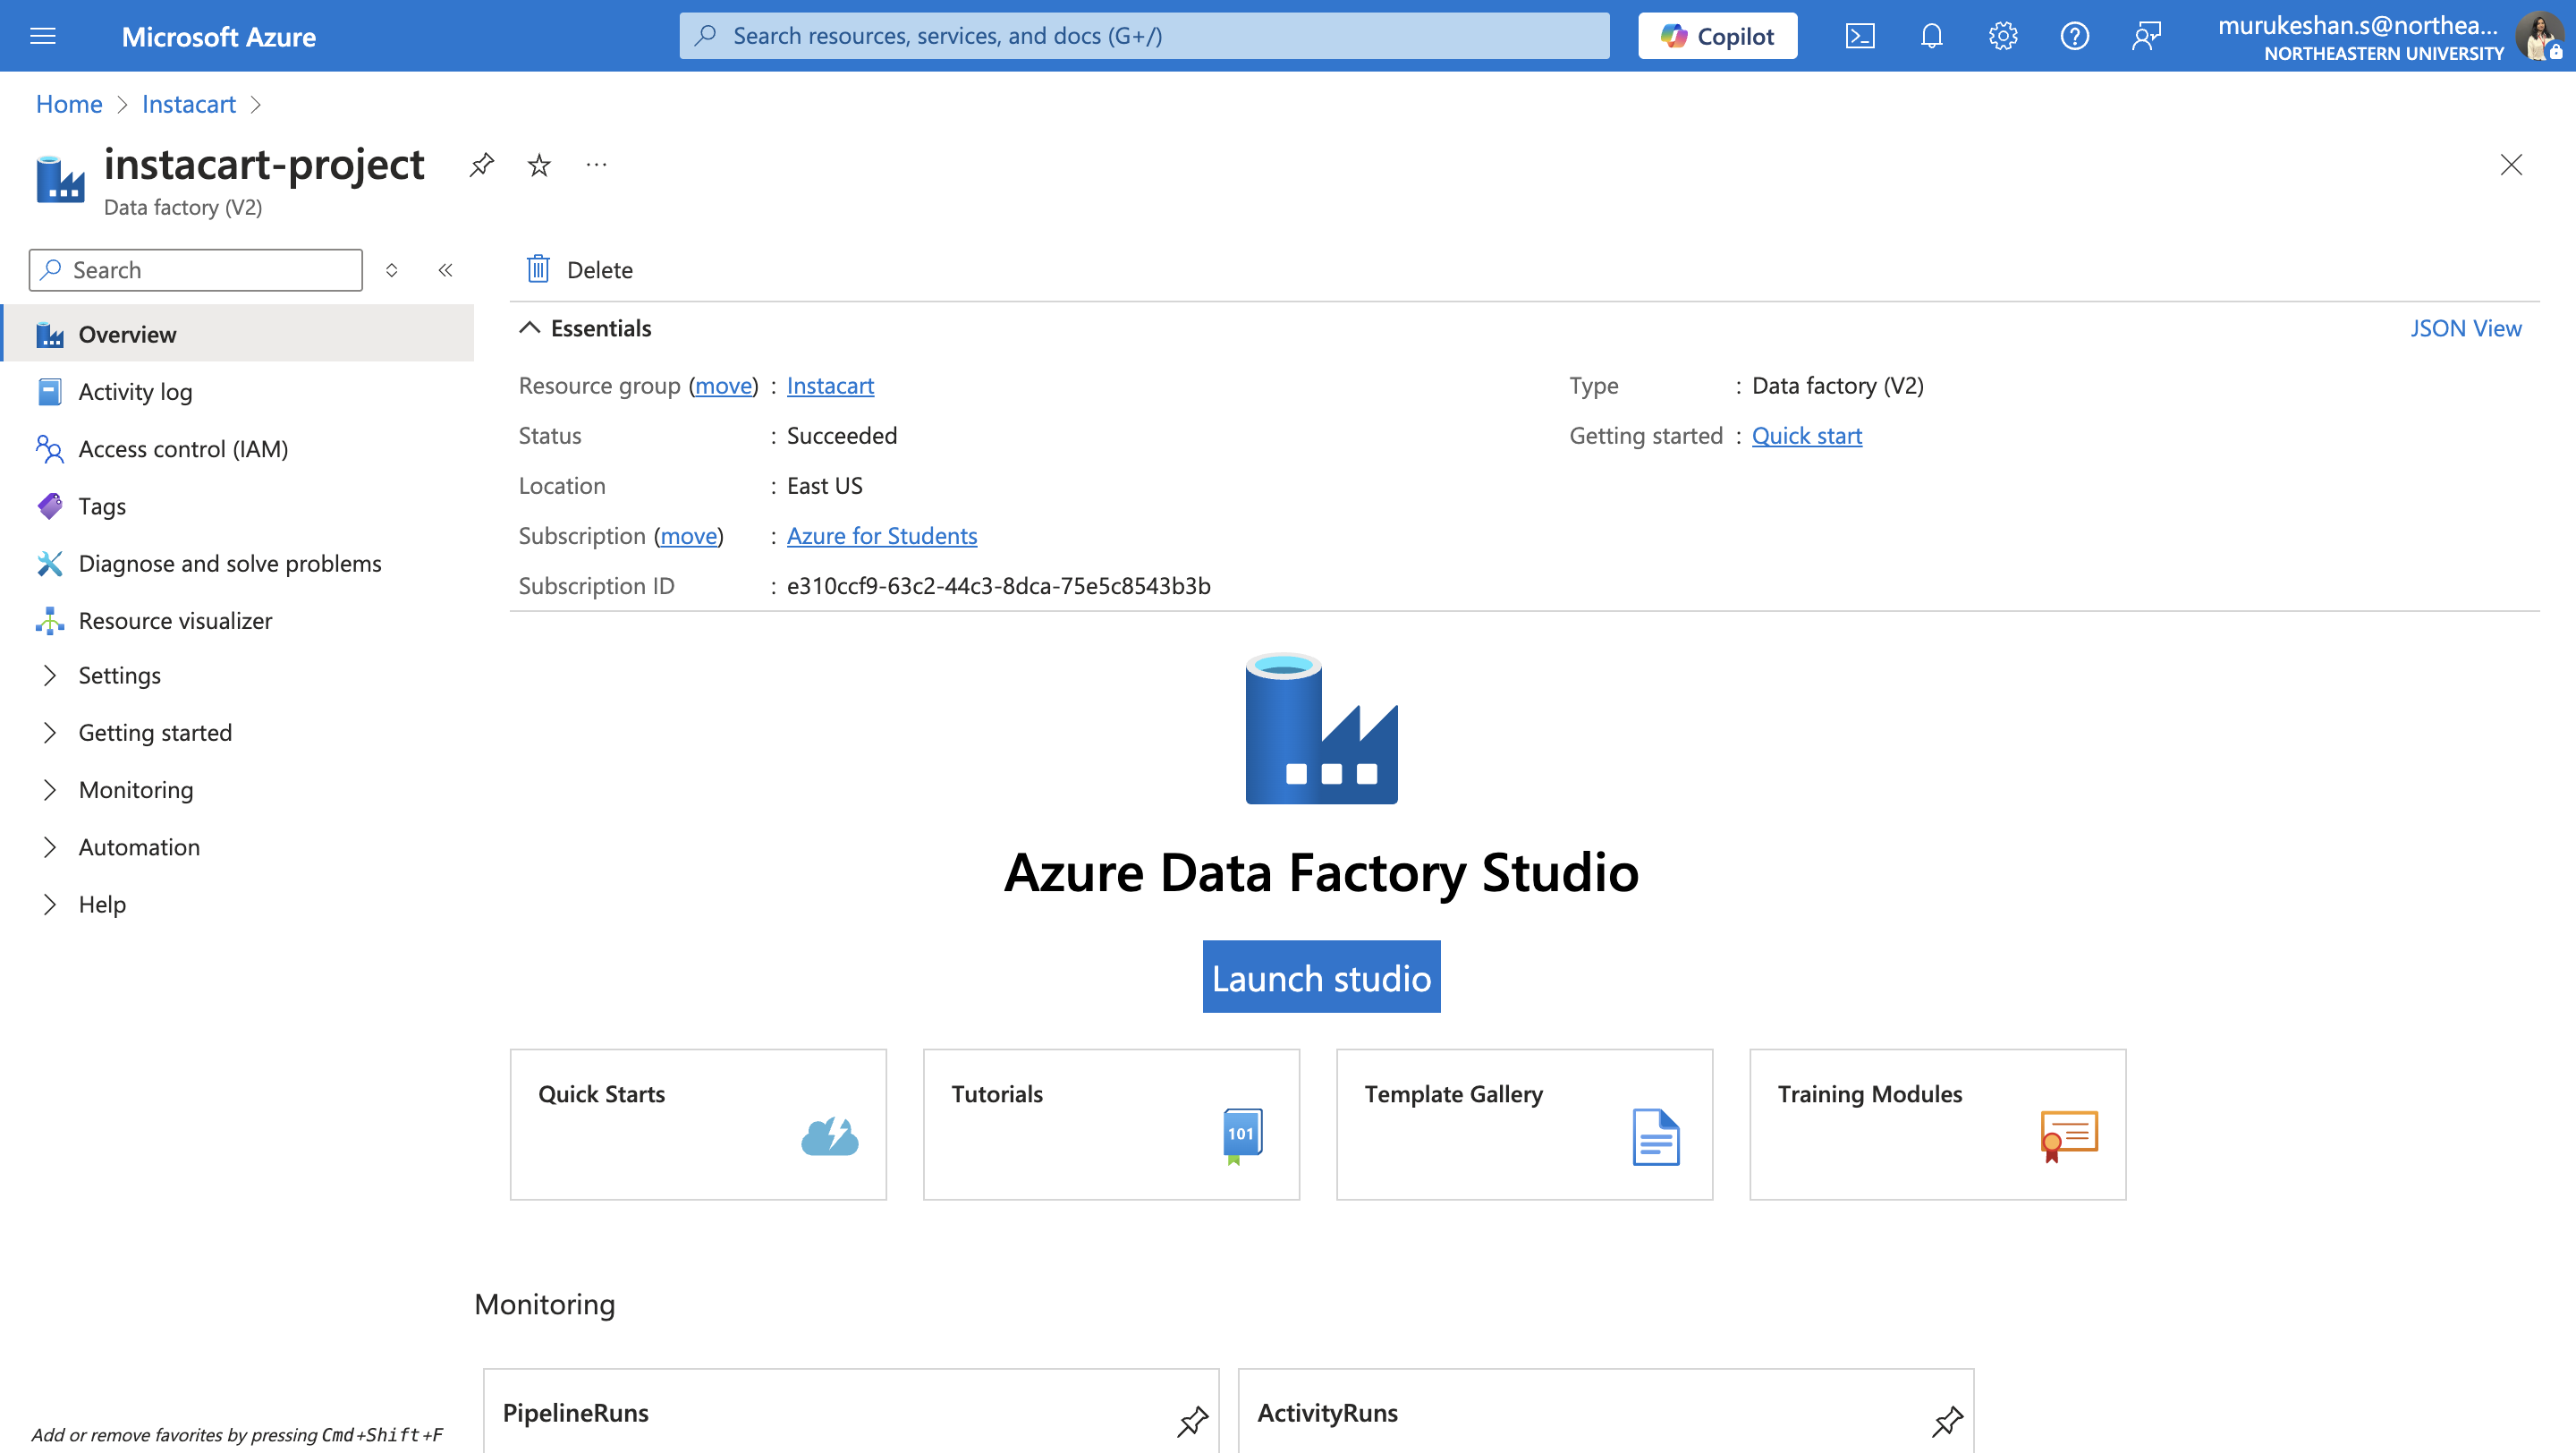 Microsoft Azure
Search resources, services, and docs (G+/)
Copilot
murukeshan.s@northea...
NORTHEASTERN UNIVERSITY
Home
Instacart
instacart-project
Data factory (V2)
Search
Overview
Activity log
Access control (IAM)
Tags
Diagnose and solve problems
Resource visualizer
Settings
Getting started
Monitoring
Automation
Help
Add or remove favorites by pressing Cmd+Shift+F
Delete
Essentials
JSON View
Resource group (move) : Instacart
Status : Succeeded
Location : East US
Subscription (move) : Azure for Students
Subscription ID : e310ccf9-63c2-44c3-8dca-75e5c8543b3b
Type : Data factory (V2)
Getting started : Quick start
Azure Data Factory Studio
Launch studio
Quick Starts
Tutorials
101
Template Gallery
Training Modules
Monitoring
PipelineRuns
ActivityRuns